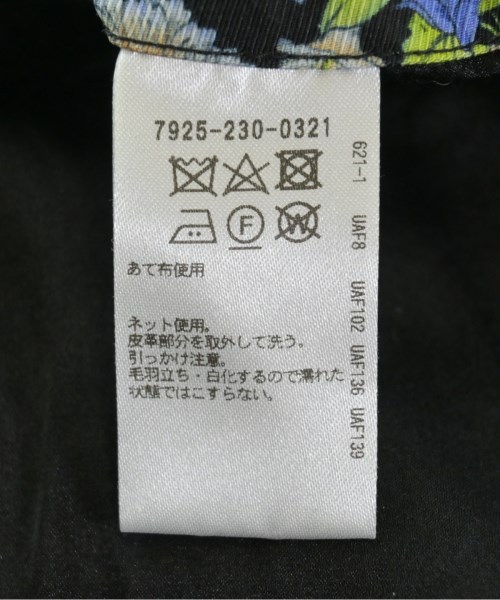 7925-230-0321
F
W
あて布使用
ネット使用。
皮革部分を取外して洗う。
引っかけ注意。
毛羽立ち・白化するので濡れた
状態ではこすらない。
621-1 UAF8 UAF102 UAF136 UAF139